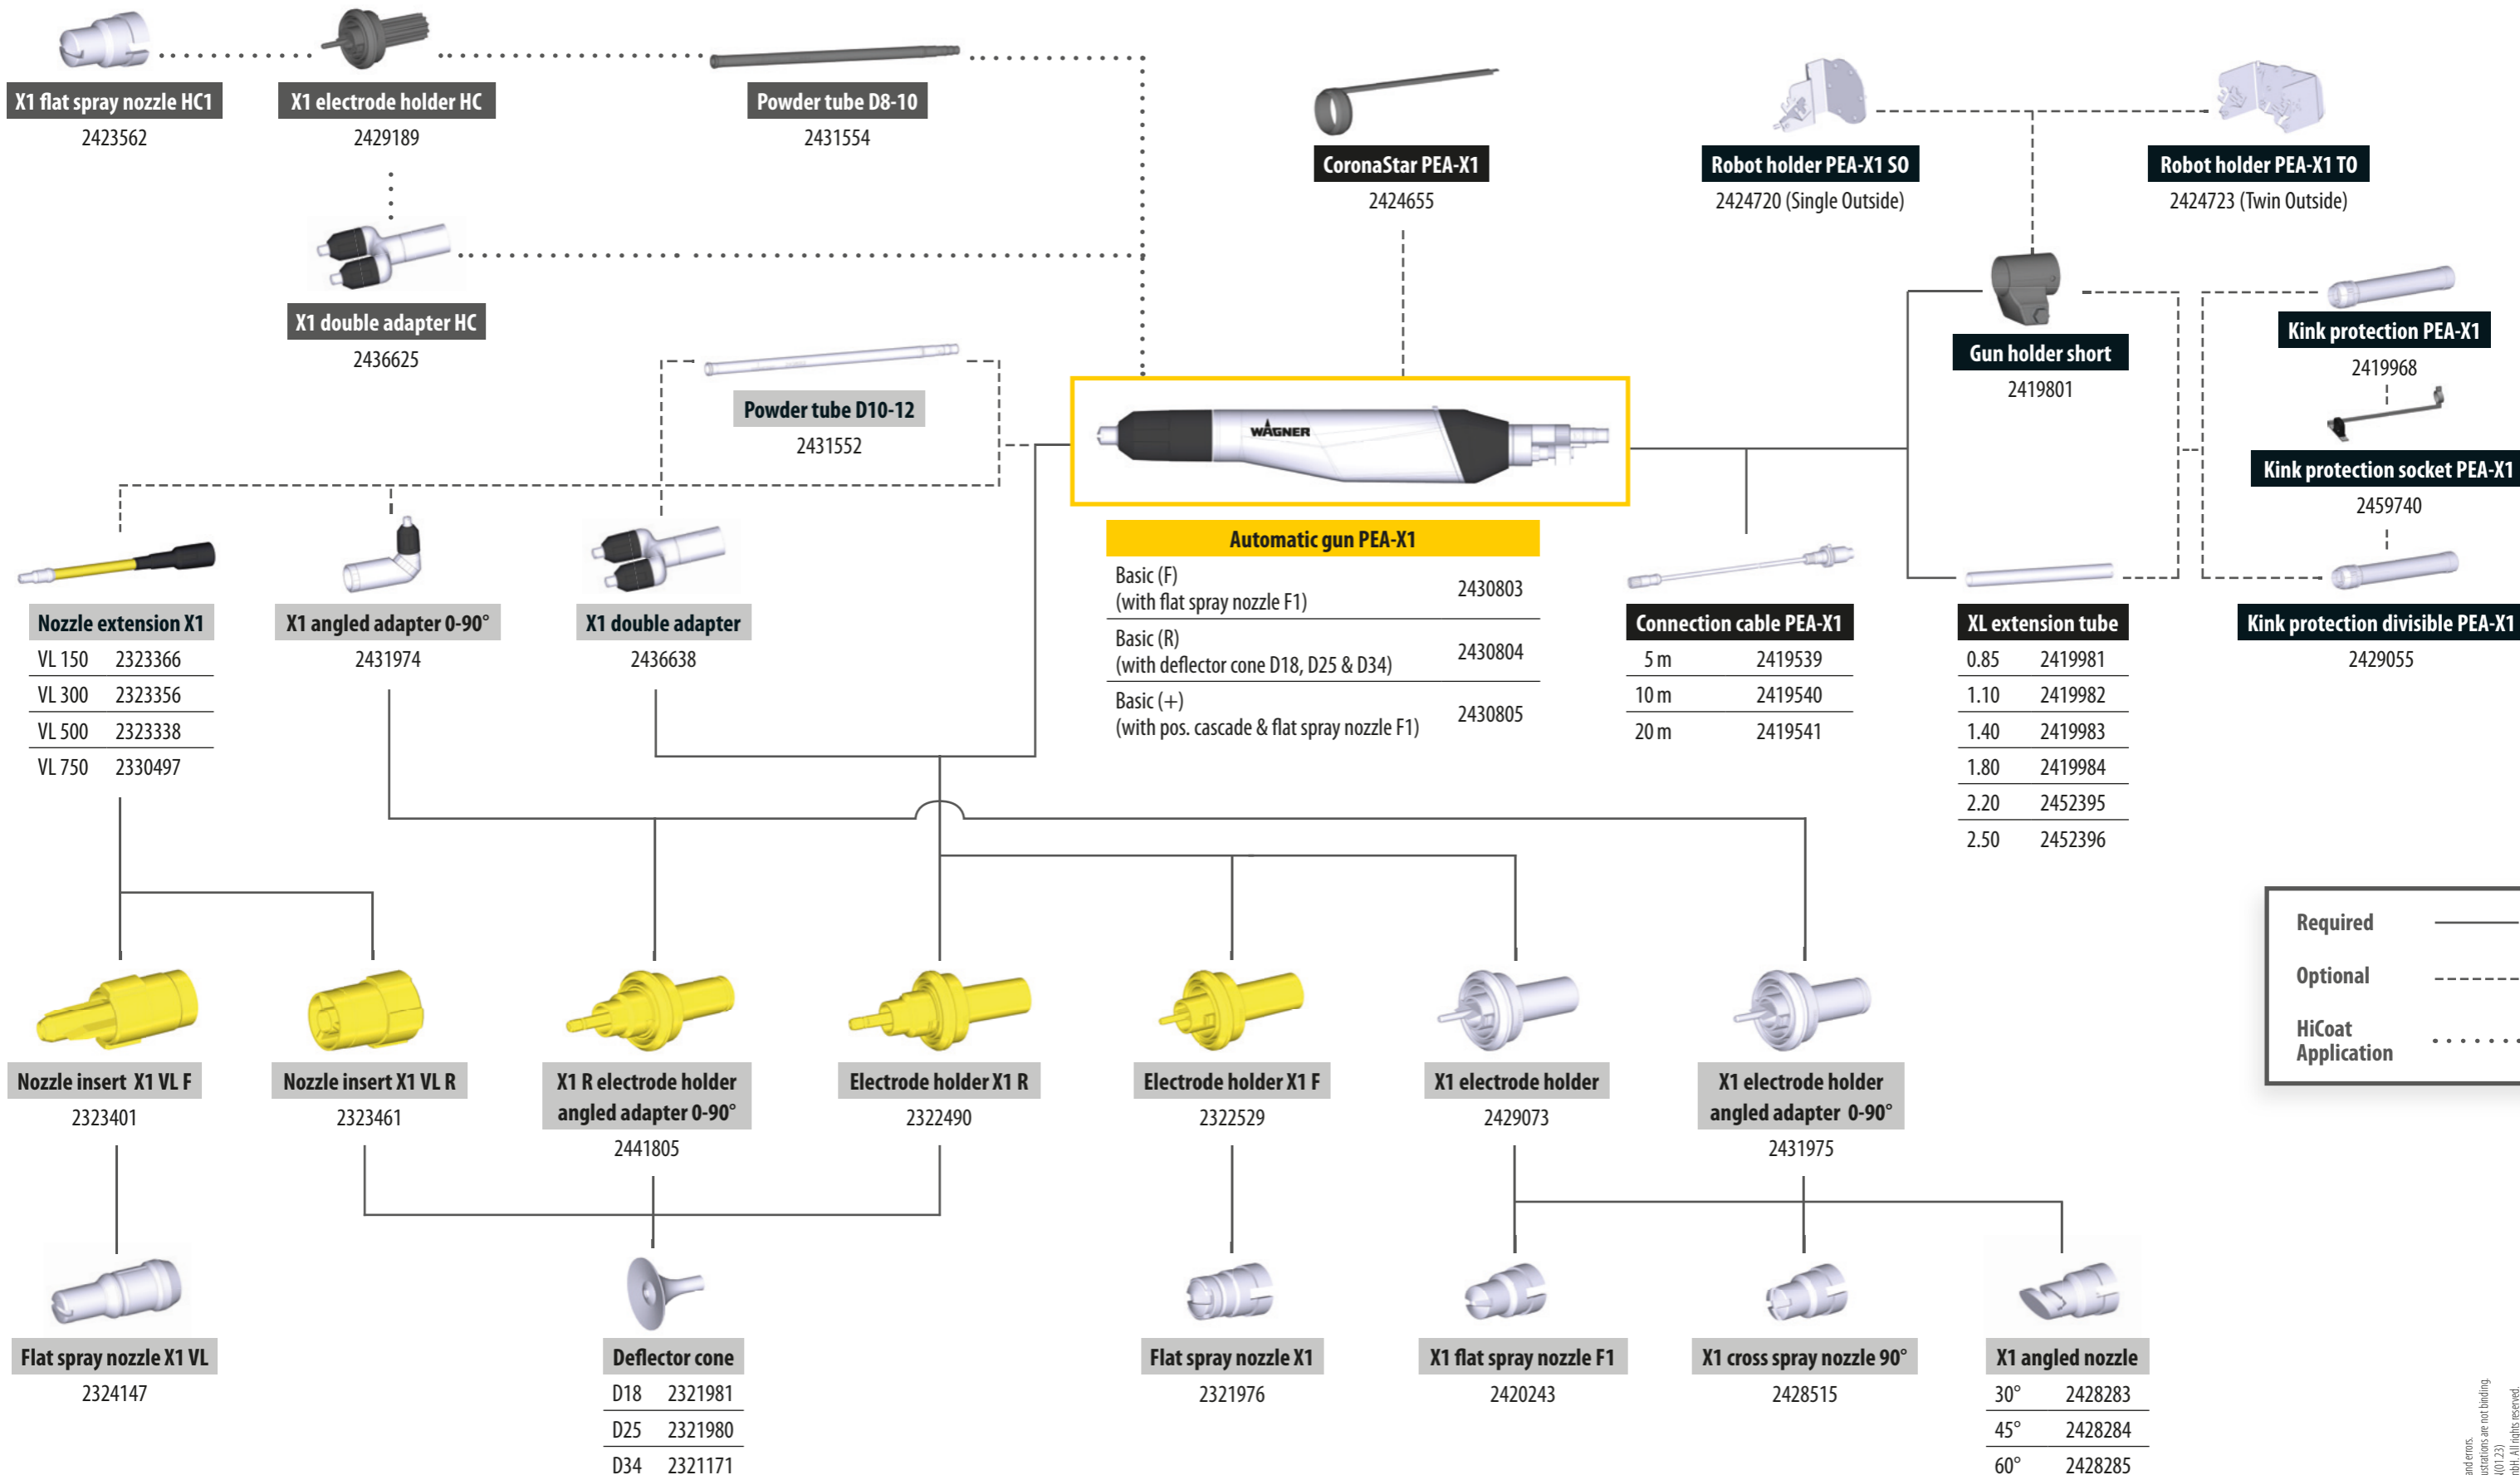 X1 flat spray nozzle HC1
2423562
X1 electrode holder HC
2429189
Powder tube D8-10
2431554
CoronaStar PEA-X1
2424655
Robot holder PEA-X1 SO
2424720 (Single Outside)
Robot holder PEA-X1 TO
2424723 (Twin Outside)
X1 double adapter HC
2436625
Powder tube D10-12
2431552
WAGNER
Gun holder short
2419801
Kink protection PEA-X1
2419968
Kink protection socket PEA-X1
2459740
Kink protection divisible PEA-X1
2429055
Nozzle extension X1
VL 150 2323366
VL 300 2323356
VL 500 2323338
VL 750 2330497
X1 angled adapter 0-90°
2431974
X1 double adapter
2436638
Automatic gun PEA-X1
Basic (F)
(with flat spray nozzle F1) 2430803
Basic (R)
(with deflector cone D18, D25 & D34) 2430804
Basic (+)
(with pos. cascade & flat spray nozzle F1) 2430805
Connection cable PEA-X1
5 m 2419539
10 m 2419540
20 m 2419541
XL extension tube
0.85 2419981
1.10 2419982
1.40 2419983
1.80 2419984
2.20 2452395
2.50 2452396
Required
Optional
HiCoat
Application
Nozzle insert X1 VL F
2323401
Nozzle insert X1 VL R
2323461
X1 R electrode holder
angled adapter 0-90°
2441805
Electrode holder X1 R
2322490
Electrode holder X1 F
2322529
X1 electrode holder
2429073
X1 electrode holder
angled adapter 0-90°
2431975
Flat spray nozzle X1 VL
2324147
Deflector cone
D18 2321981
D25 2321980
D34 2321171
Flat spray nozzle X1
2321976
X1 flat spray nozzle F1
2420243
X1 cross spray nozzle 90°
2428515
X1 angled nozzle
30° 2428283
45° 2428284
60° 2428285
and errors.
are not binding.
(01.23)
All rights reserved.